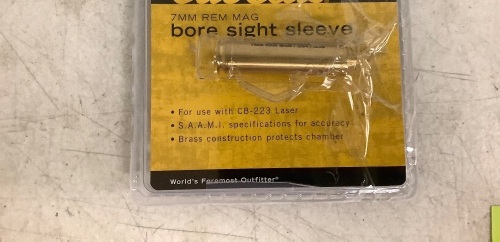 7MM REM MAG
bore sight sleeve
• For use with CB-223 Laser
• S.A.A.M.I. specifications for accuracy
• Brass construction protects chamber
World's Foremost Outfitter®